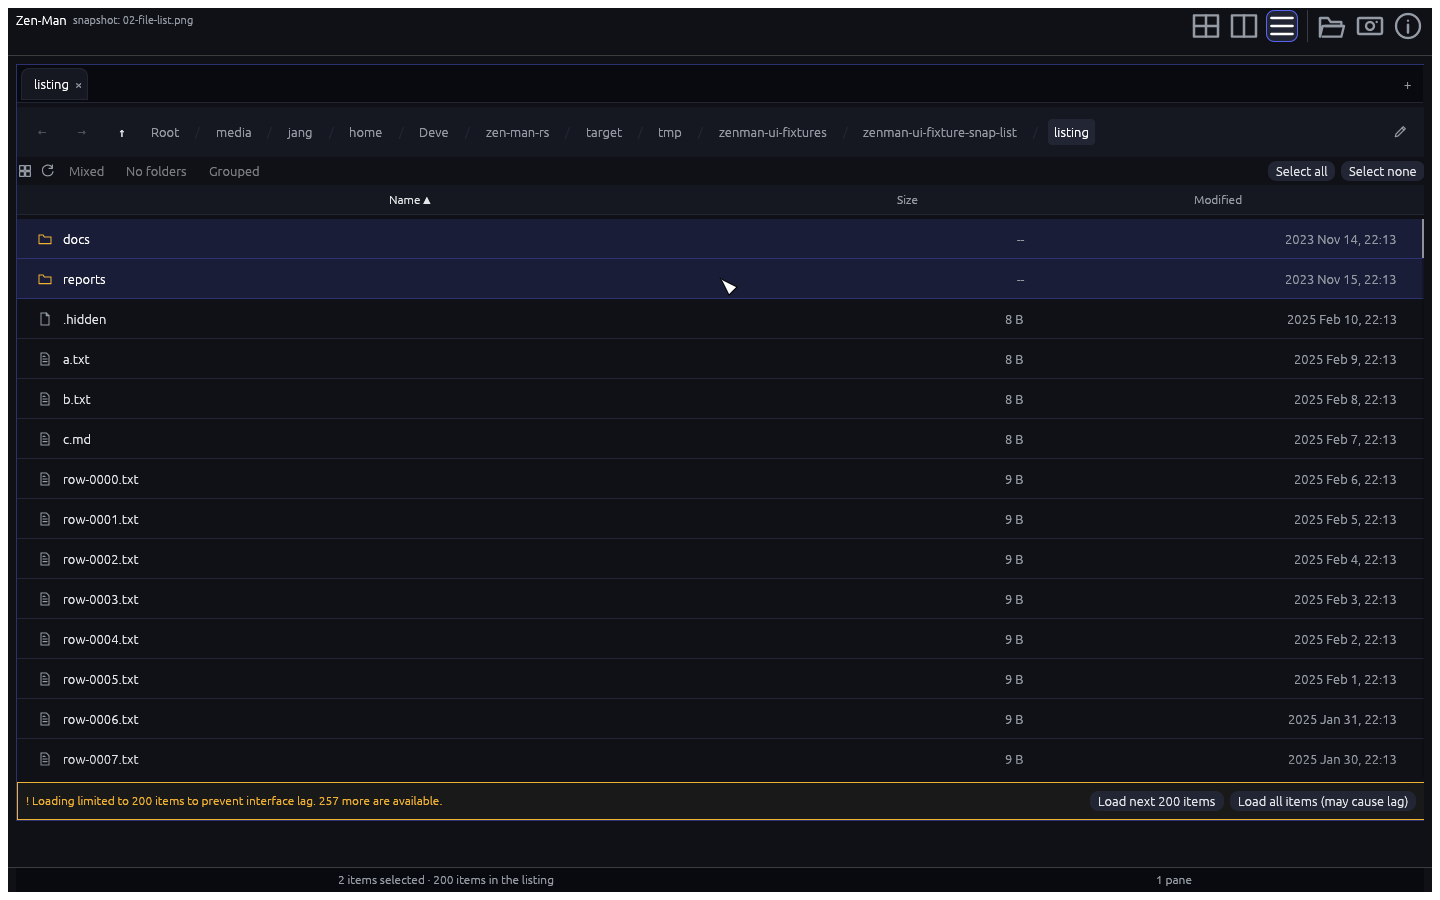 Zen-Man snapshot: 02-file-list.png
listing × +
← → ↑ Root / media / jang / home / Deve / zen-man-rs / target / tmp / zenman-ui-fixtures / zenman-ui-fixture-snap-list / listing
Mixed No folders Grouped Select all Select none
Name ▲ Size Modified
docs -- 2023 Nov 14, 22:13
reports -- 2023 Nov 15, 22:13
.hidden 8 B 2025 Feb 10, 22:13
a.txt 8 B 2025 Feb 9, 22:13
b.txt 8 B 2025 Feb 8, 22:13
c.md 8 B 2025 Feb 7, 22:13
row-0000.txt 9 B 2025 Feb 6, 22:13
row-0001.txt 9 B 2025 Feb 5, 22:13
row-0002.txt 9 B 2025 Feb 4, 22:13
row-0003.txt 9 B 2025 Feb 3, 22:13
row-0004.txt 9 B 2025 Feb 2, 22:13
row-0005.txt 9 B 2025 Feb 1, 22:13
row-0006.txt 9 B 2025 Jan 31, 22:13
row-0007.txt 9 B 2025 Jan 30, 22:13
! Loading limited to 200 items to prevent interface lag. 257 more are available. Load next 200 items Load all items (may cause lag)
2 items selected · 200 items in the listing 1 pane